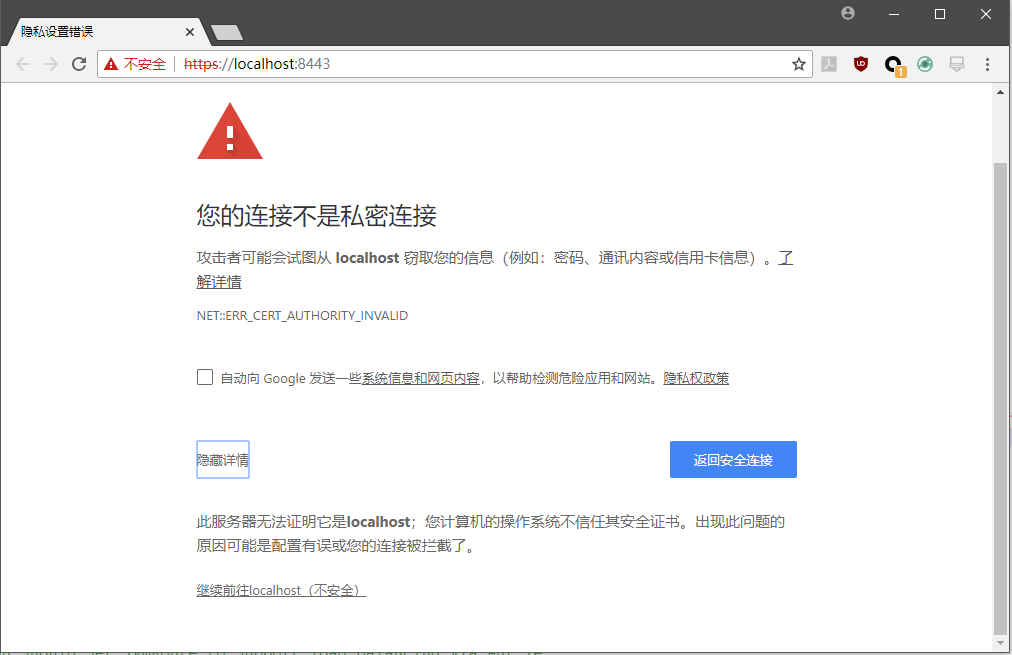 隐私设置错误
不安全 https://localhost:8443
1
您的连接不是私密连接
攻击者可能会试图从 localhost 窃取您的信息（例如：密码、通讯内容或信用卡信息）。了
解详情
NET::ERR_CERT_AUTHORITY_INVALID
自动向 Google 发送一些系统信息和网页内容，以帮助检测危险应用和网站。隐私权政策
隐藏详情
返回安全连接
此服务器无法证明它是localhost；您计算机的操作系统不信任其安全证书。出现此问题的
原因可能是配置有误或您的连接被拦截了。
继续前往localhost（不安全）